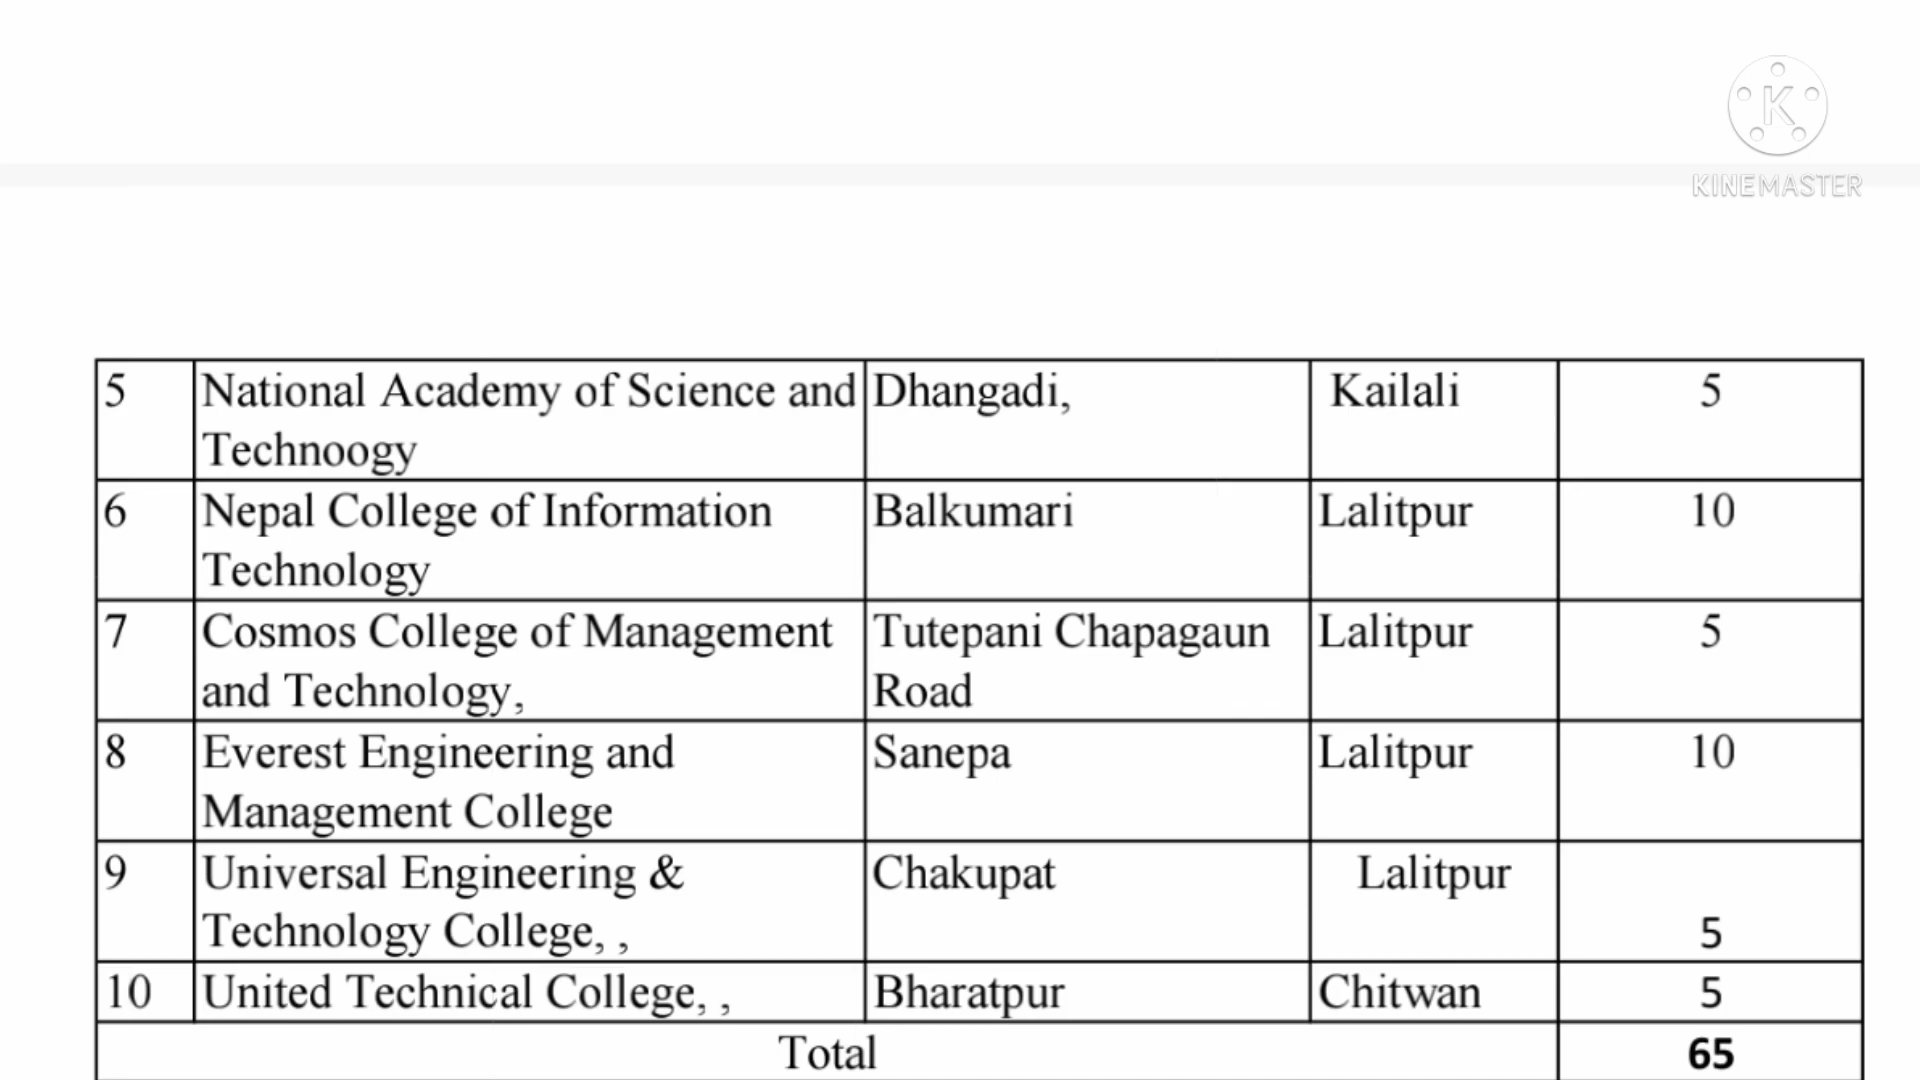 K
KINEMASTER
5 National Academy of Science and Dhangadi, Kailali 5
Technoogy
6 Nepal College of Information Balkumari Lalitpur 10
Technology
7 Cosmos College of Management Tutepani Chapagaun Lalitpur 5
and Technology, Road
8 Everest Engineering and Sanepa Lalitpur 10
Management College
9 Universal Engineering & Chakupat Lalitpur
Technology College, , 5
10 United Technical College, , Bharatpur Chitwan 5
Total 65